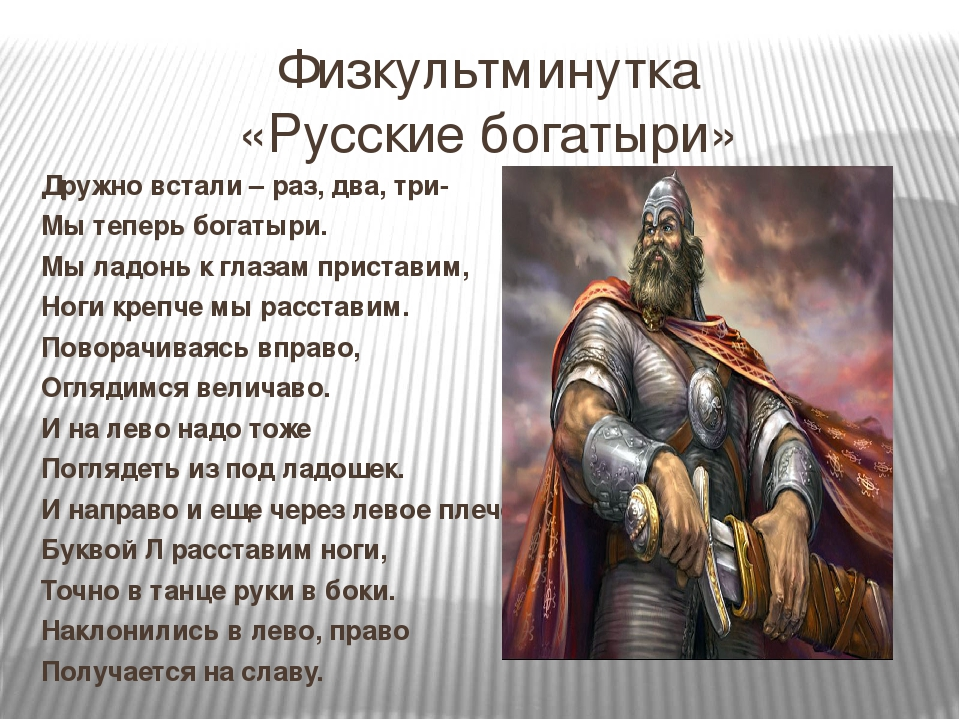 Физкультминутка
«Русские богатыри»
Дружно встали – раз, два, три-
Мы теперь богатыри.
Мы ладонь к глазам приставим,
Ноги крепче мы расставим.
Поворачиваясь вправо,
Оглядимся величаво.
И на лево надо тоже
Поглядеть из под ладошек.
И направо и еще через левое плечо
Буквой Л расставим ноги,
Точно в танце руки в боки.
Наклонились в лево, право
Получается на славу.